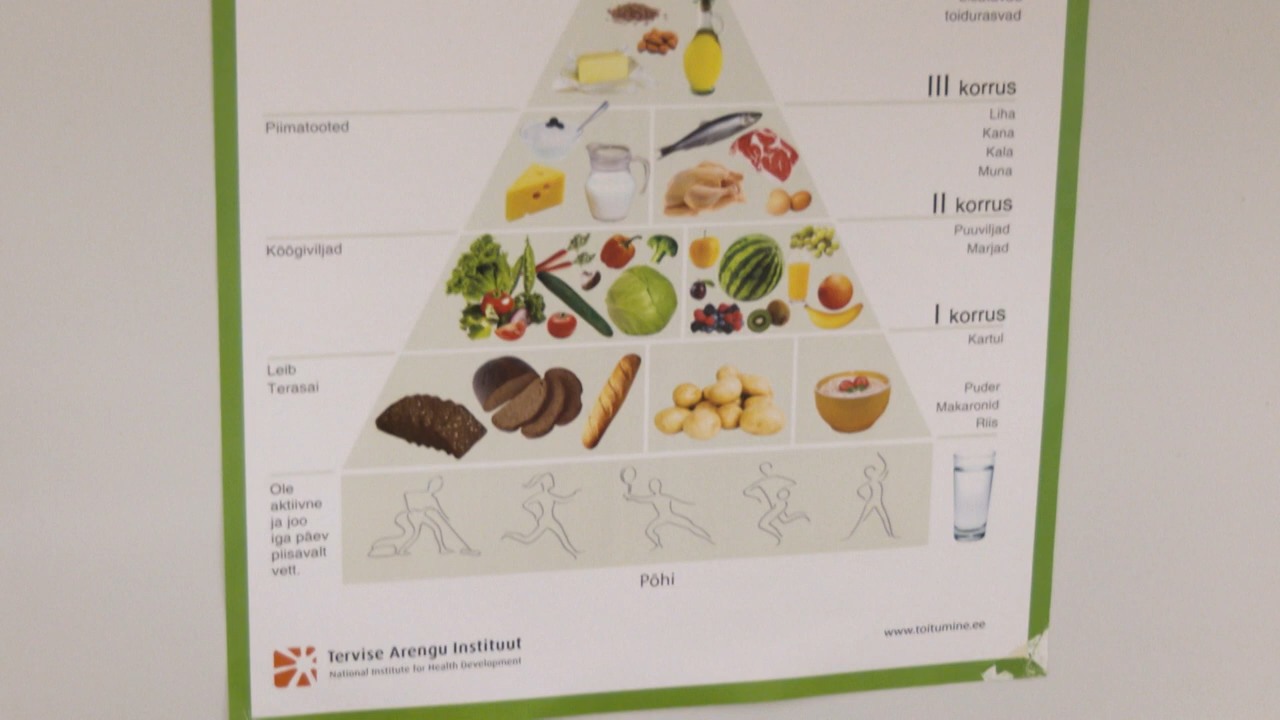 toidurasvad
III korrus
Piimatooted
Liha
Kana
Kala
Muna
II korrus
Köögiviljad
Puuviljad
Marjad
I korrus
Leib
Terasai
Kartul
Puder
Makaronid
Riis
Ole
aktiivne
ja joo
iga päev
piisavalt
vett.
Põhi
www.toitumine.ee
Tervise Arengu Instituut
National Institute for Health Development